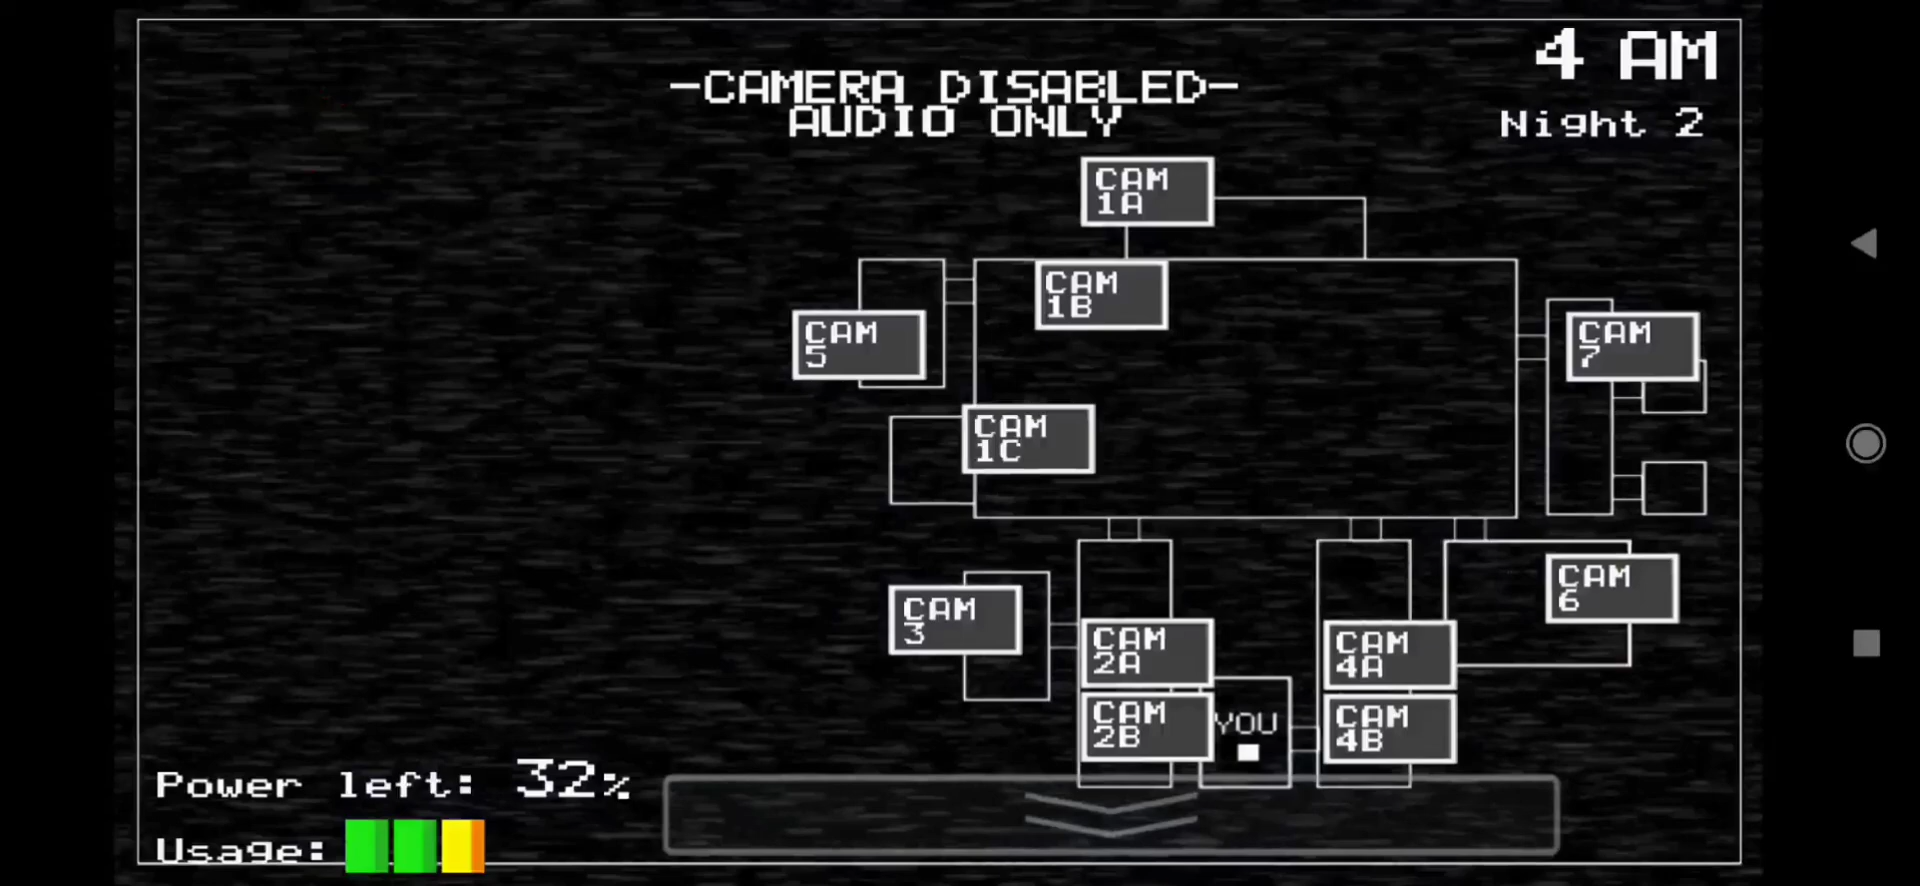 4 AM
-CAMERA DISABLED-
AUDIO ONLY
Night 2
CAM
1A
CAM
1B
CAM
5
CAM
7
CAM
1C
CAM
6
CAM
3
CAM
2A
CAM
4A
CAM
2B
YOU
CAM
4B
Power left: 32%
Usage: